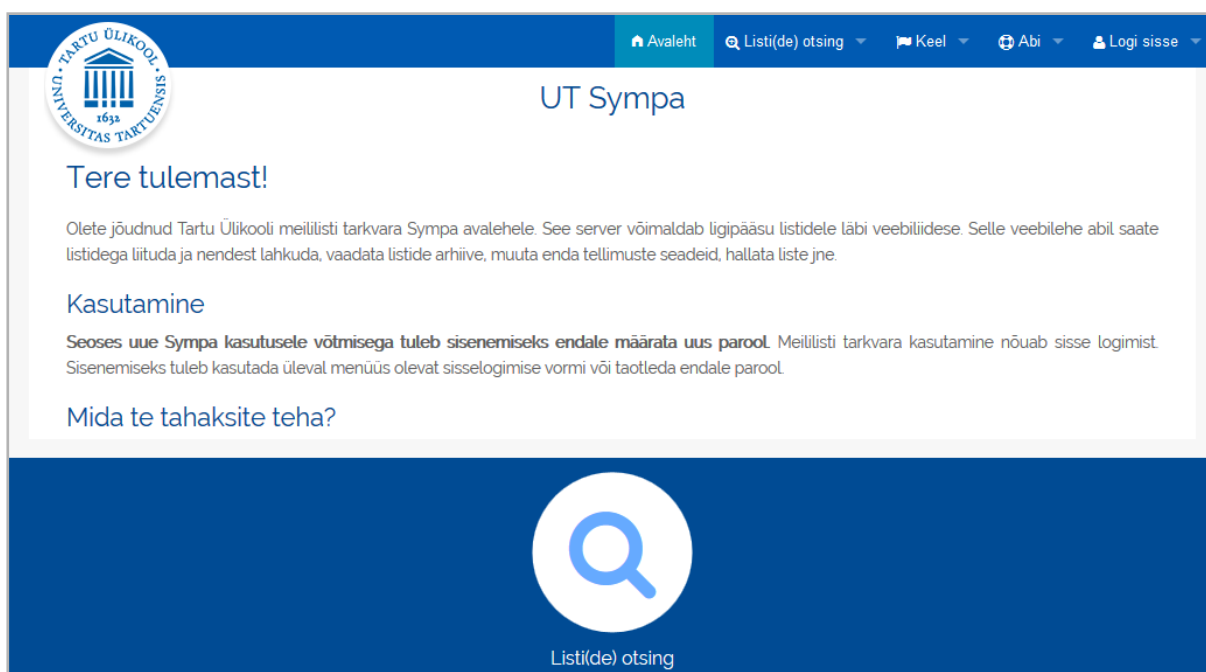 Avaleht
Listi(de) otsing
Keel
Abi
Logi sisse
TARTU ÜLIKOOL
UNIVERSITAS TARTUENSIS
1632
UT Sympa
Tere tulemast!
Olete jõudnud Tartu Ülikooli meililisti tarkvara Sympa avalehele. See server võimaldab ligipääsu listidele läbi veebiliidese. Selle veebilehe abil saate
listidega liituda ja nendest lahkuda, vaadata listide arhiive, muuta enda tellimuste seadeid, hallata liste jne.
Kasutamine
Seoses uue Sympa kasutusele võtmisega tuleb sisenemiseks endale määrata uus parool. Meililisti tarkvara kasutamine nõuab sisse logimist.
Sisenemiseks tuleb kasutada üleval menüüs olevat sisselogimise vormi või taotleda endale parool.
Mida te tahaksite teha?
Listi(de) otsing